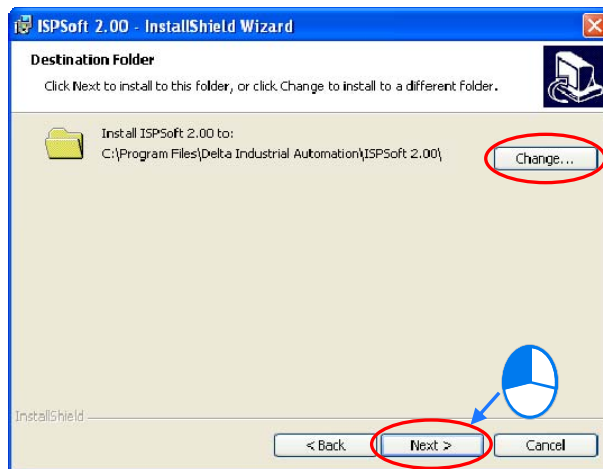 ISPSoft 2.00 - InstallShield Wizard
Destination Folder
Click Next to install to this folder, or click Change to install to a different folder.
Install ISPSoft 2.00 to:
C:\Program Files\Delta Industrial Automation\ISPSoft 2.00\
Change...
InstallShield
< Back
Next >
Cancel